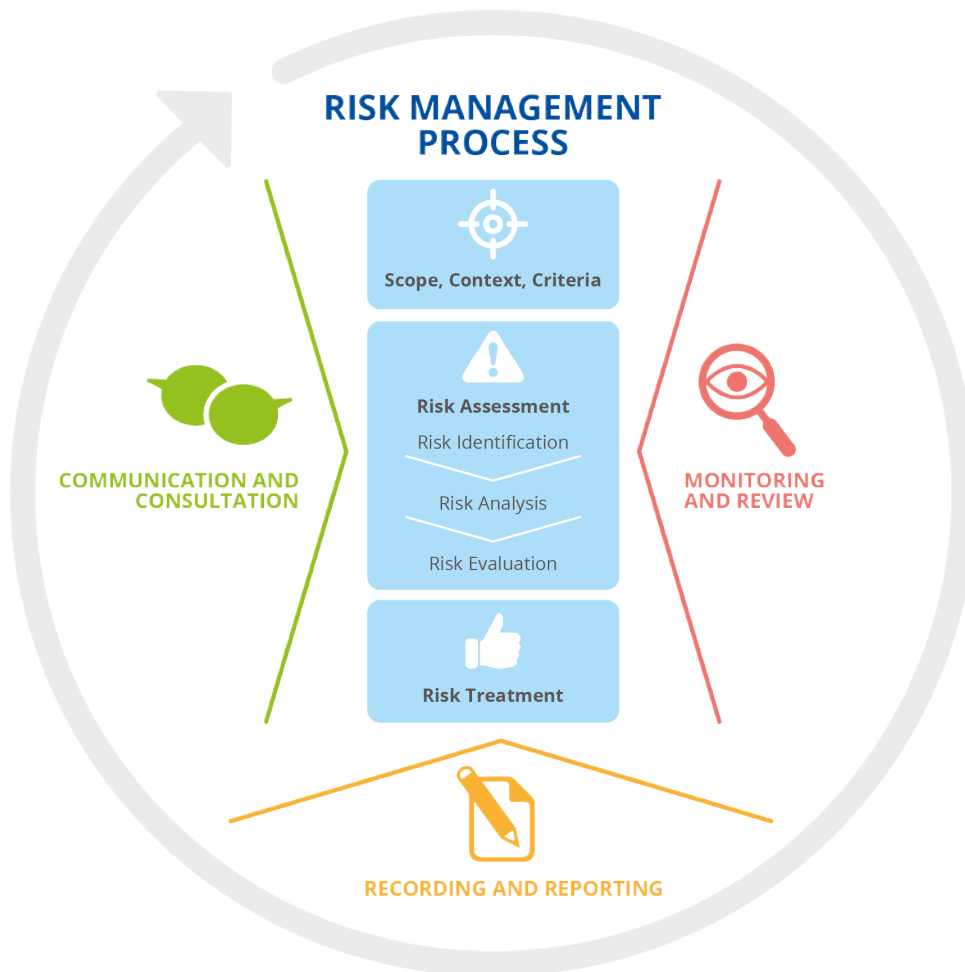 RISK MANAGEMENT
PROCESS
Scope, Context, Criteria
Risk Assessment
Risk Identification
Risk Analysis
Risk Evaluation
Risk Treatment
COMMUNICATION AND
CONSULTATION
MONITORING
AND REVIEW
RECORDING AND REPORTING